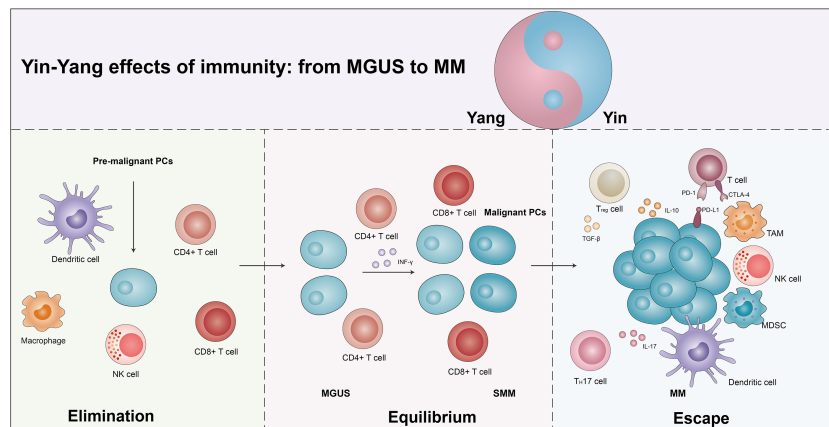 Yin-Yang effects of immunity: from MGUS to MM
Yang
Yin
Pre-malignant PCs
Dendritic cell
CD4+ T cell
Macrophage
NK cell
CD8+ T cell
Elimination
CD4+ T cell
CD8+ T cell
Malignant PCs
INF-γ
CD4+ T cell
CD8+ T cell
MGUS
SMM
Equilibrium
T cell
PD-1
CTLA-4
Treg cell
IL-10
PD-L1
TAM
TGF-β
NK cell
MDSC
IL-17
TH17 cell
Dendritic cell
MM
Escape